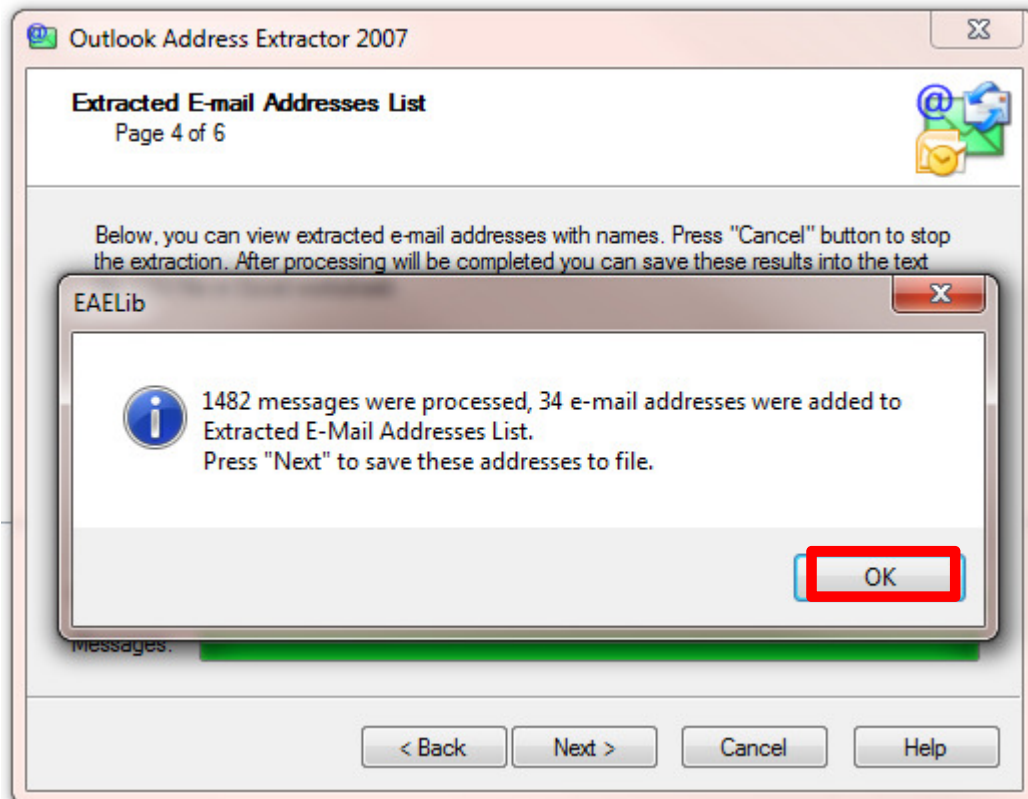 Outlook Address Extractor 2007
Extracted E-mail Addresses List
Page 4 of 6
Below, you can view extracted e-mail addresses with names. Press "Cancel" button to stop
the extraction. After processing will be completed you can save these results into the text
EAELib
1482 messages were processed, 34 e-mail addresses were added to
Extracted E-Mail Addresses List.
Press "Next" to save these addresses to file.
OK
Messages:
< Back Next > Cancel Help